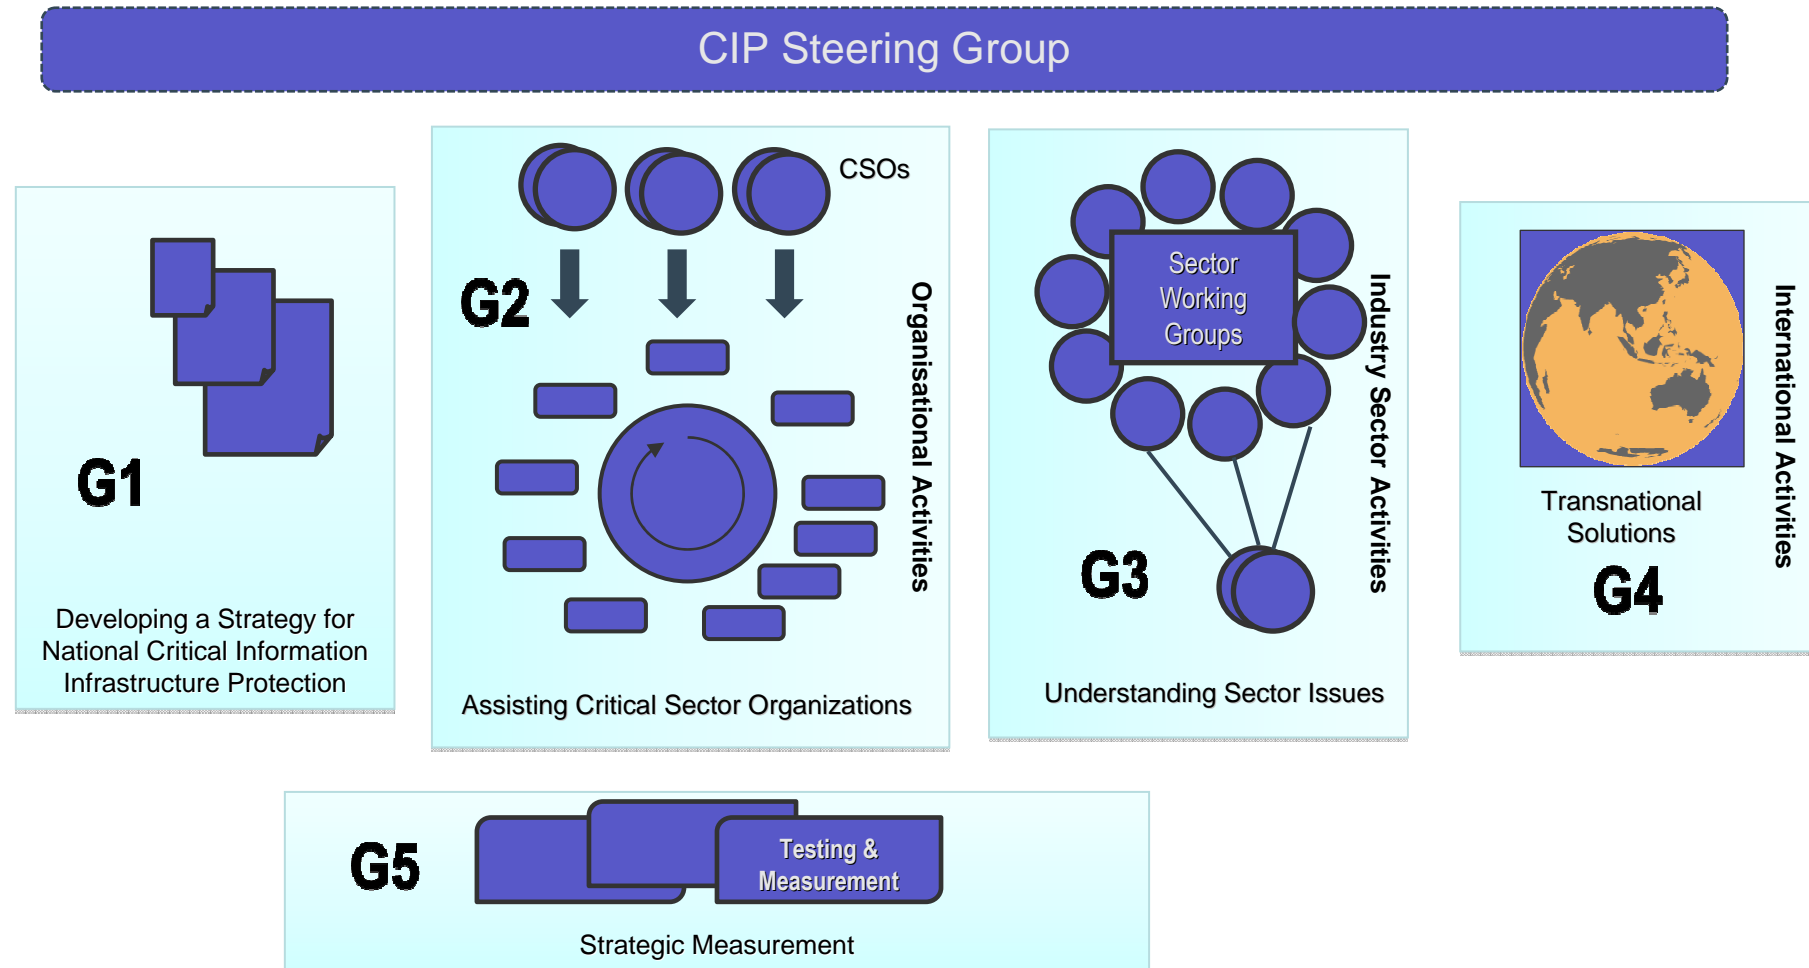 CIP Steering Group
G1
Developing a Strategy for
National Critical Information
Infrastructure Protection
CSOs
G2
Organisational Activities
Assisting Critical Sector Organizations
Sector
Working
Groups
Industry Sector Activities
G3
Understanding Sector Issues
International Activities
Transnational
Solutions
G4
G5
Testing &
Measurement
Strategic Measurement